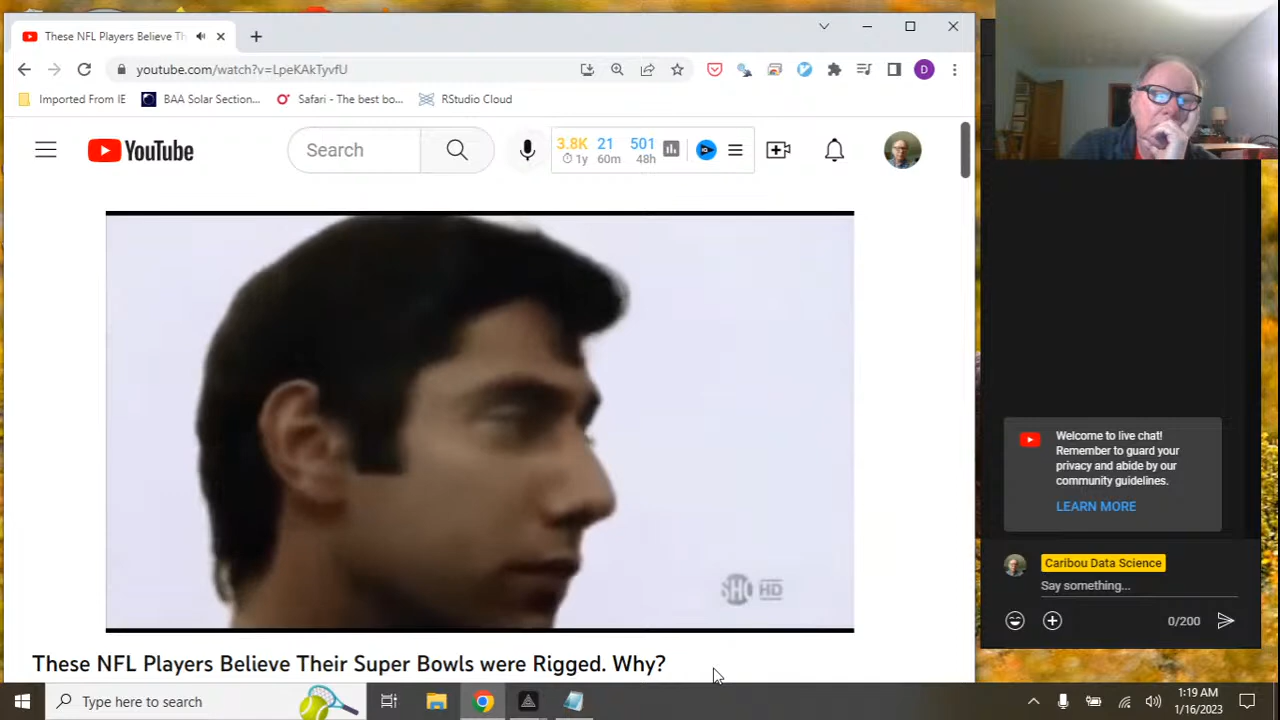 These NFL Players Believe Th
youtube.com/watch?v=LpeKAkTyvfU
D
Imported From IE
BAA Solar Section...
Safari - The best bo...
RStudio Cloud
YouTube
Search
3.8K 21 501
1y 60m 48h
SHO HD
These NFL Players Believe Their Super Bowls were Rigged. Why?
Welcome to live chat!
Remember to guard your
privacy and abide by our
community guidelines.
LEARN MORE
Caribou Data Science
Say something...
0/200
Type here to search
1:19 AM
1/16/2023